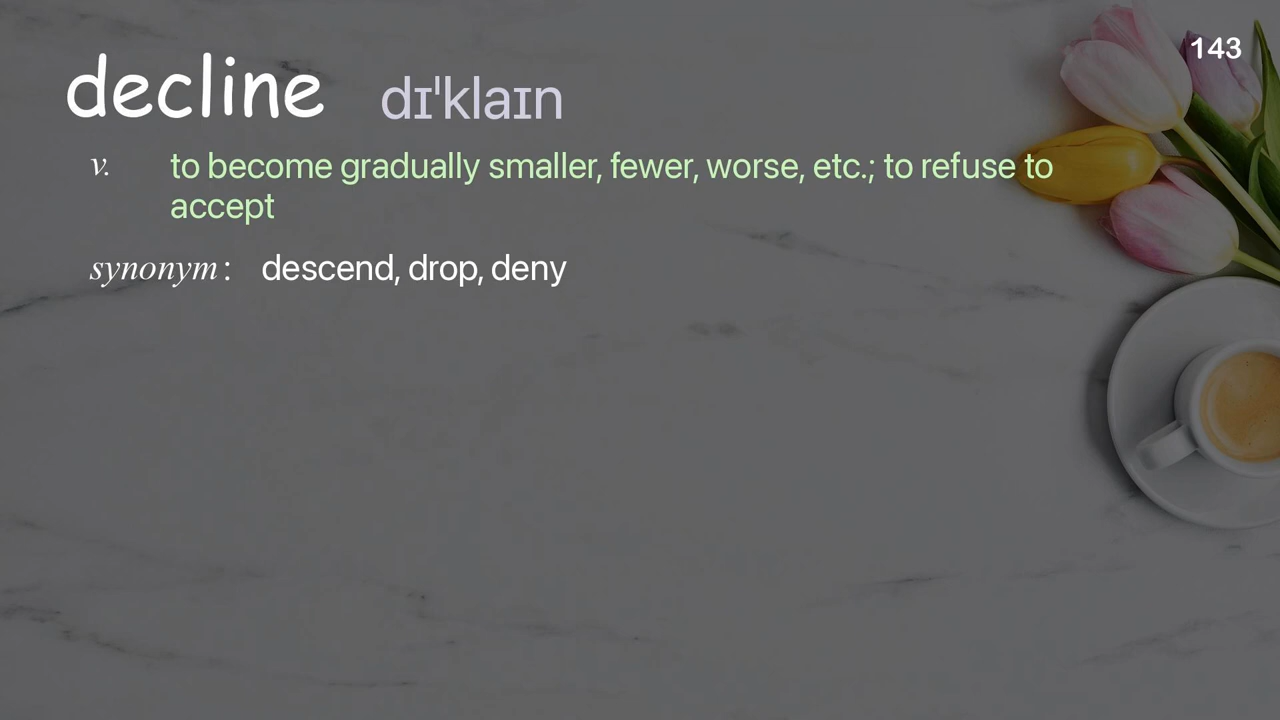 143
decline dɪ'klaɪn
v. to become gradually smaller, fewer, worse, etc.; to refuse to
accept
synonym: descend, drop, deny